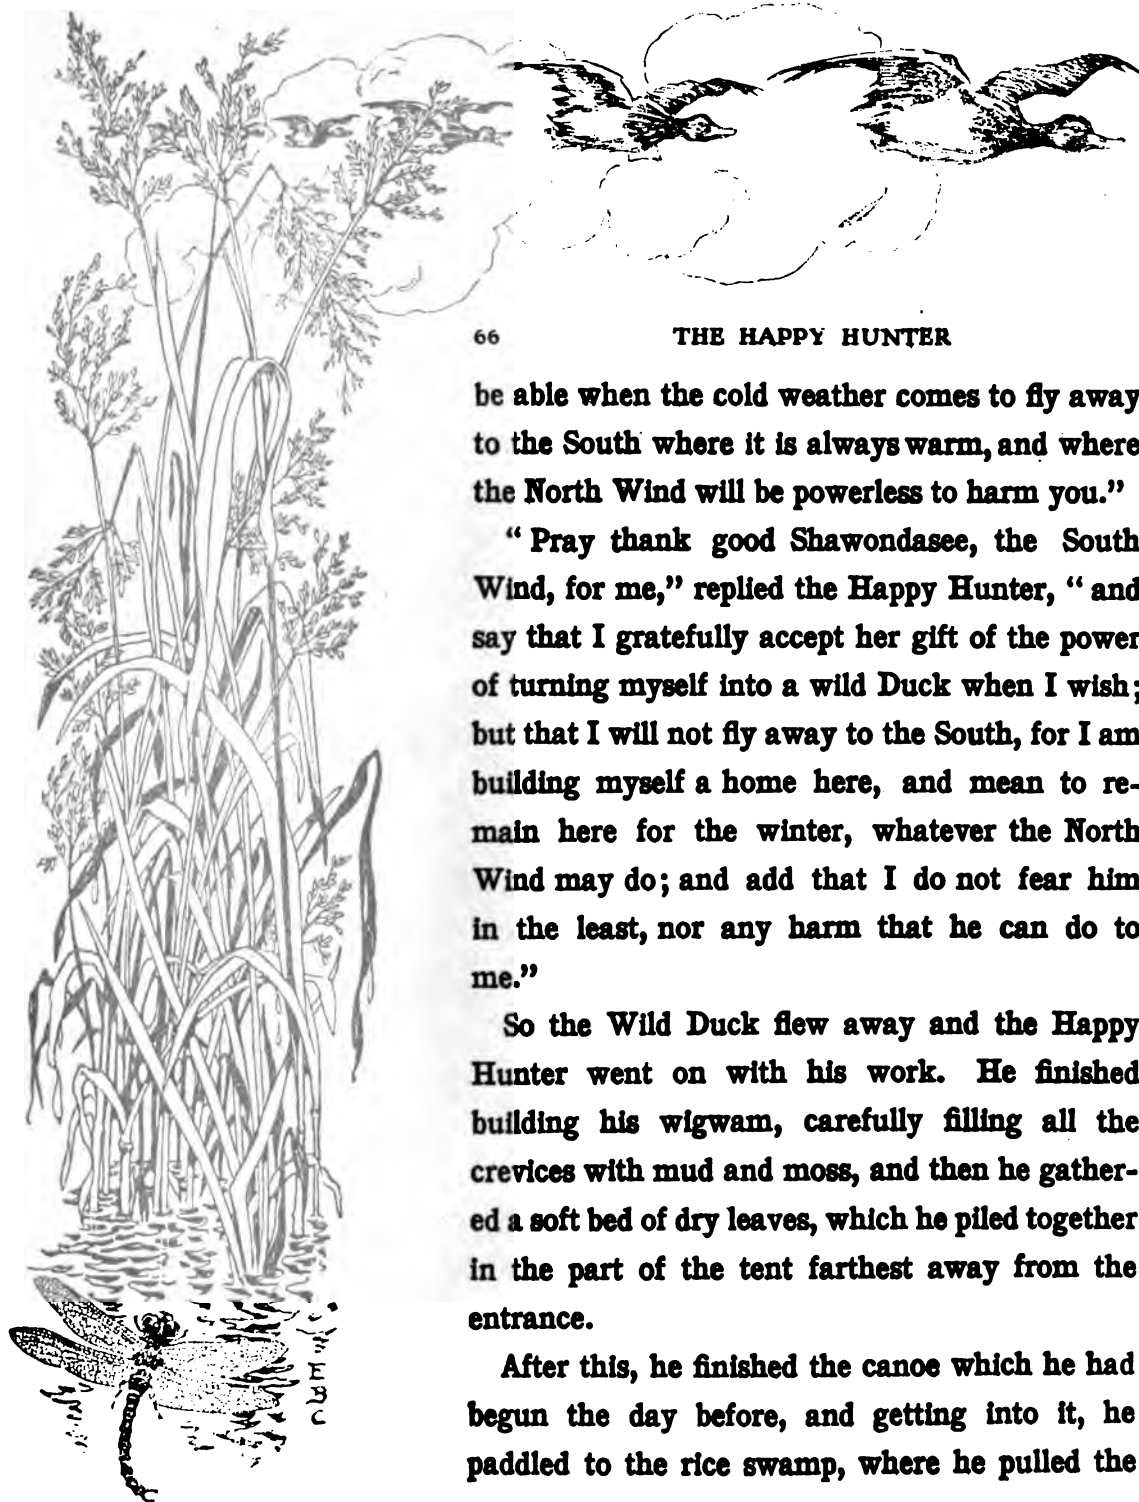 66 THE HAPPY HUNTER
be able when the cold weather comes to fly away
to the South where it is always warm, and where
the North Wind will be powerless to harm you.”
“ Pray thank good Shawondasee, the South
Wind, for me,” replied the Happy Hunter, “ and
say that I gratefully accept her gift of the power
of turning myself into a wild Duck when I wish;
but that I will not fly away to the South, for I am
building myself a home here, and mean to re-
main here for the winter, whatever the North
Wind may do; and add that I do not fear him
in the least, nor any harm that he can do to
me.”
So the Wild Duck flew away and the Happy
Hunter went on with his work. He finished
building his wigwam, carefully filling all the
crevices with mud and moss, and then he gather-
ed a soft bed of dry leaves, which he piled together
in the part of the tent farthest away from the
entrance.
After this, he finished the canoe which he had
begun the day before, and getting into it, he
paddled to the rice swamp, where he pulled the